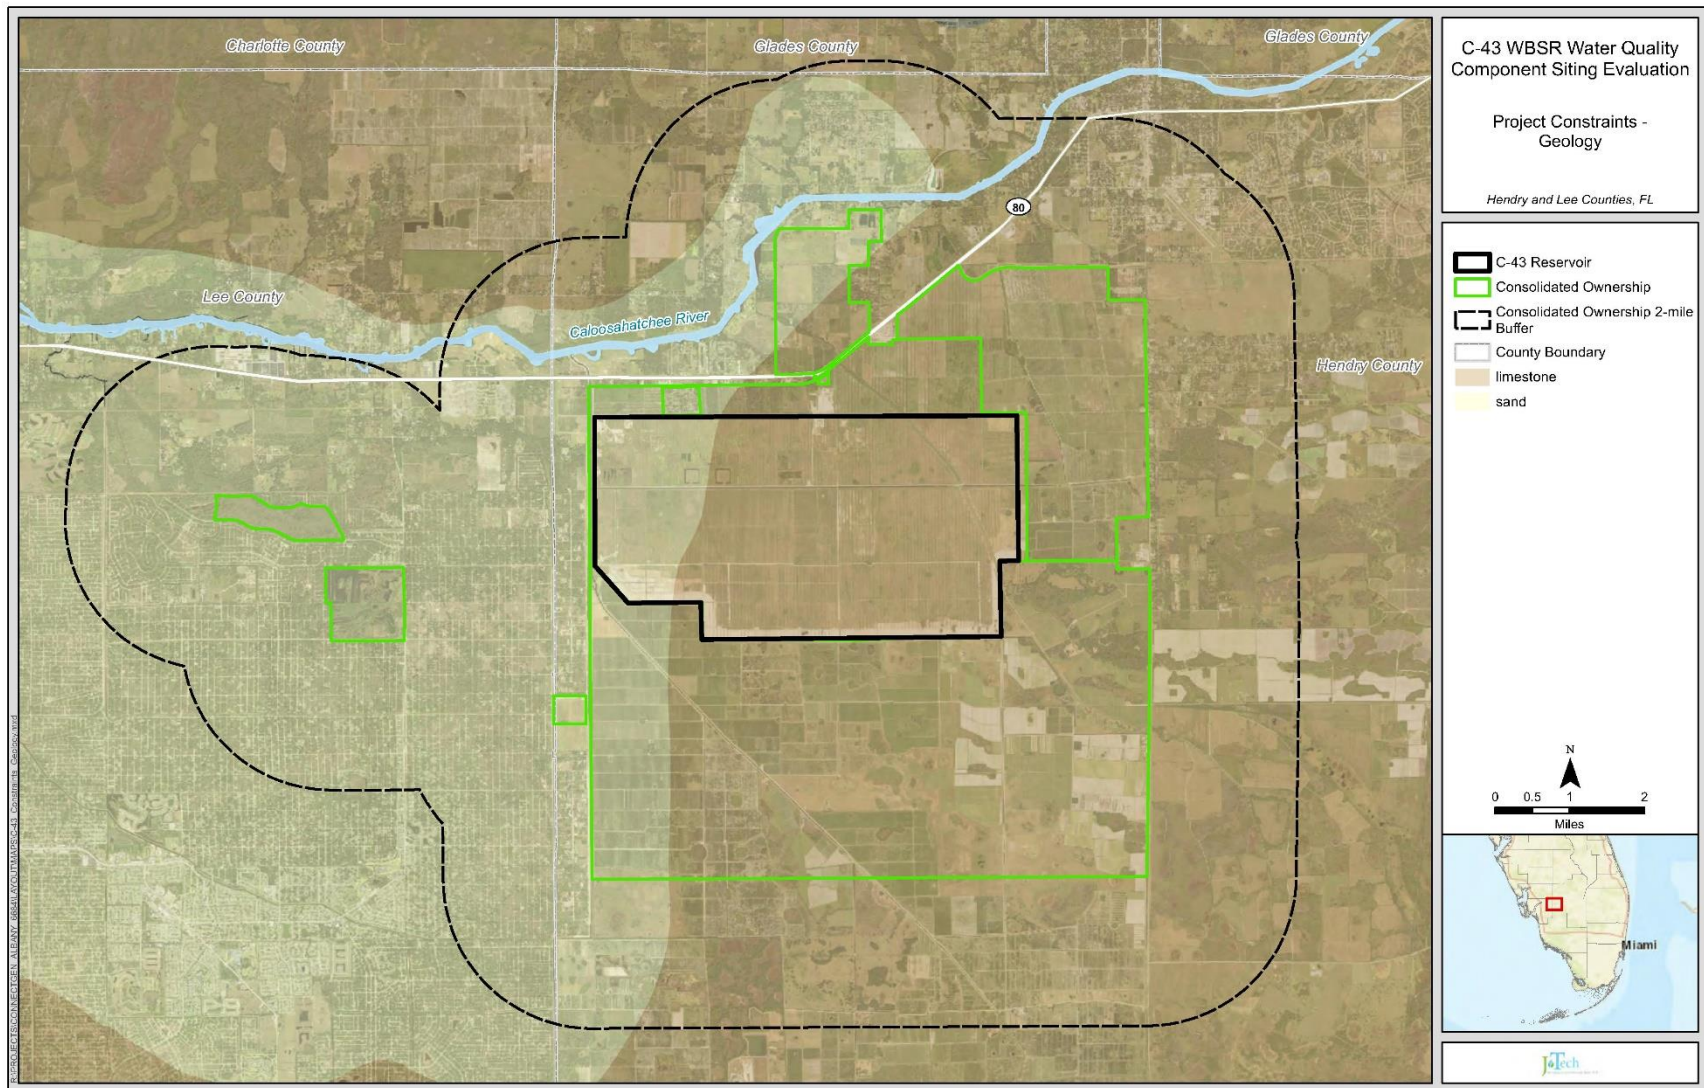 Charlotte County
Glades County
Glades County
Lee County
Caloosahatchee River
80
Hendry County
C-43 WBSR Water Quality
Component Siting Evaluation
Project Constraints -
Geology
Hendry and Lee Counties, FL
C-43 Reservoir
Consolidated Ownership
Consolidated Ownership 2-mile
Buffer
County Boundary
limestone
sand
N
0 0.5 1 2
Miles
Miami
J
Tech